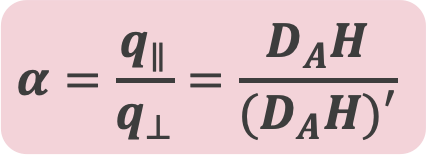 α = q∥ / q⊥ = D_A H / (D_A H)′